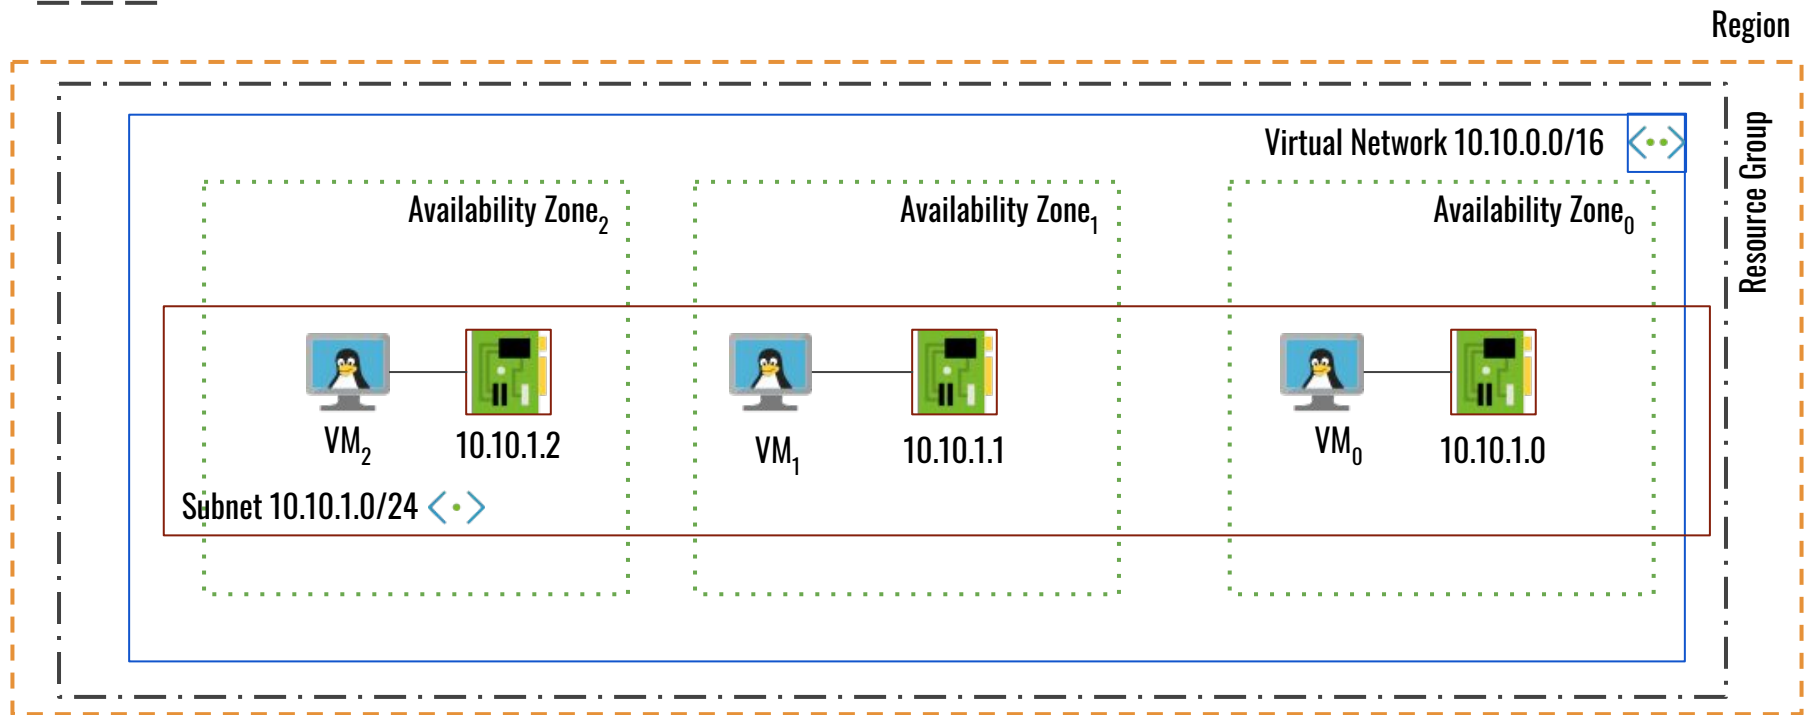 Region
Resource Group
Virtual Network 10.10.0.0/16
Availability Zone2
Availability Zone1
Availability Zone0
VM2
10.10.1.2
VM1
10.10.1.1
VM0
10.10.1.0
Subnet 10.10.1.0/24